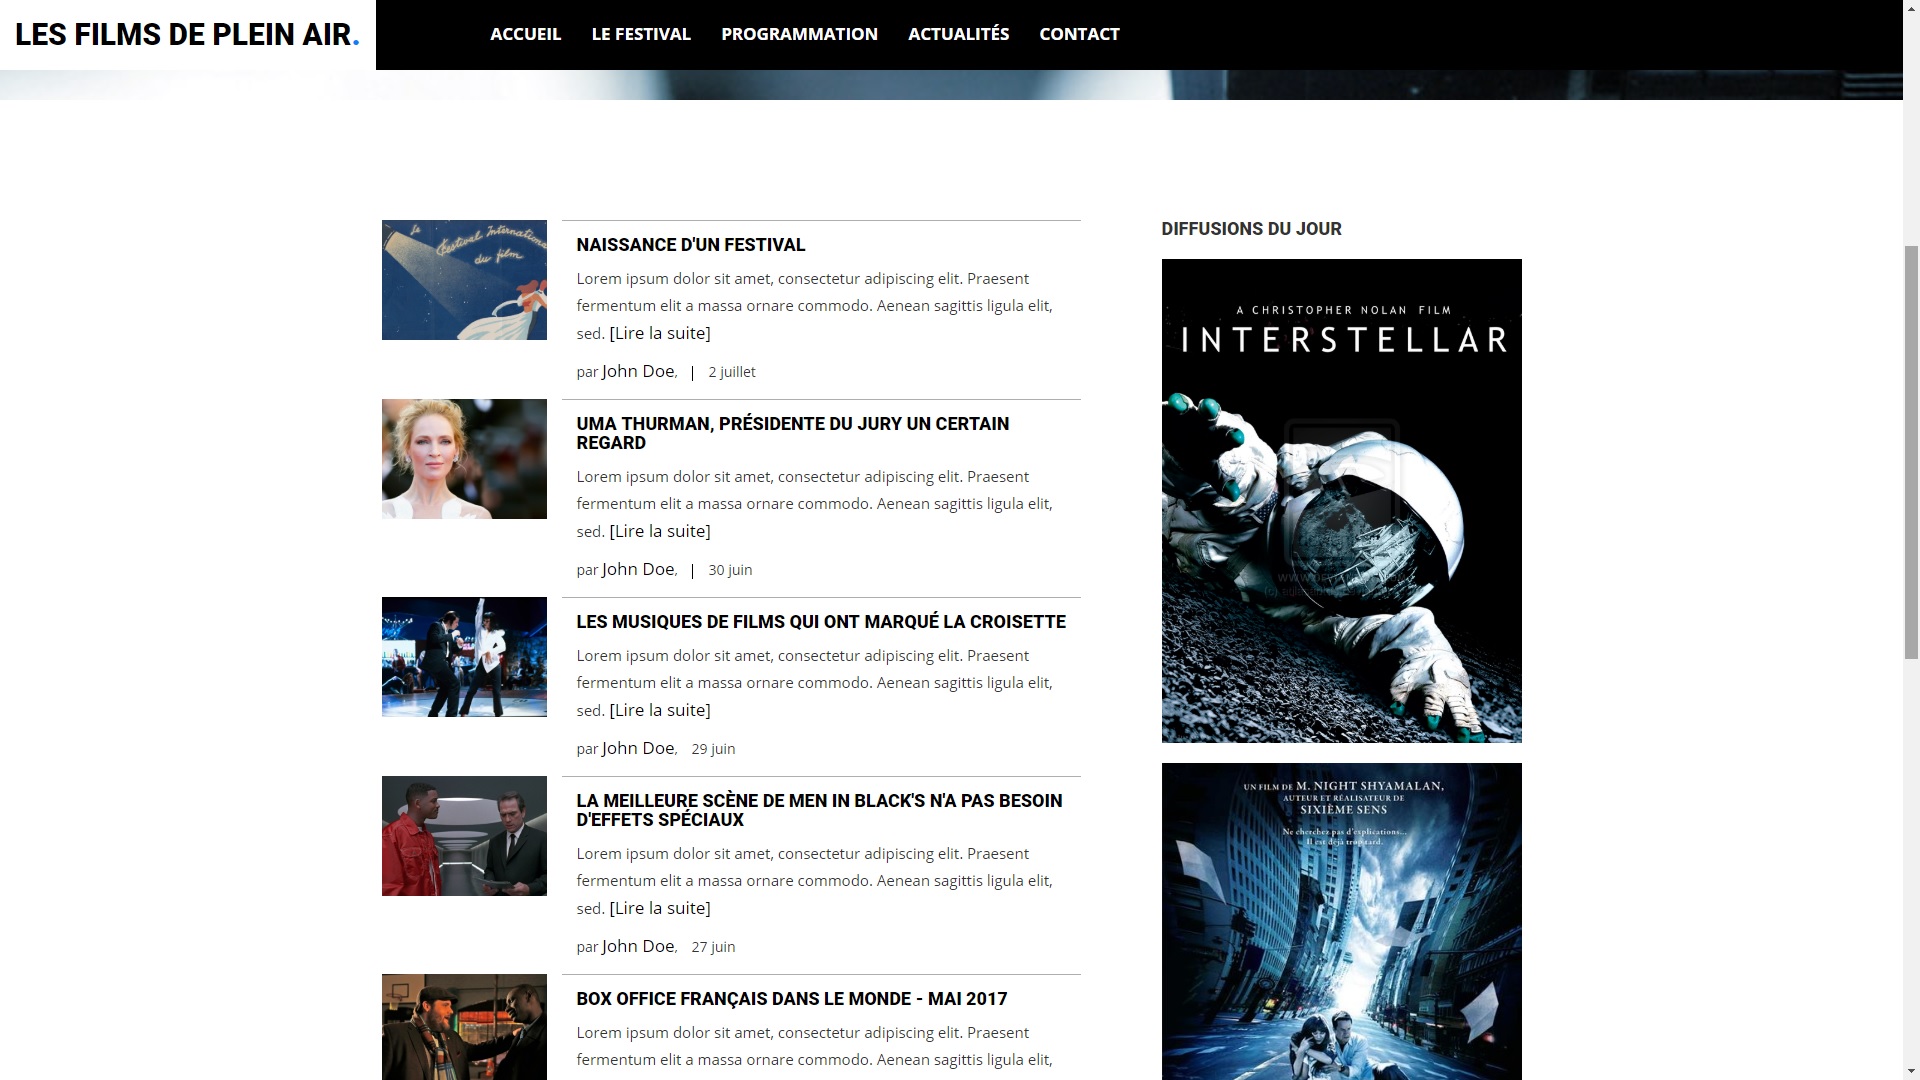 LES FILMS DE PLEIN AIR.
ACCUEIL LE FESTIVAL PROGRAMMATION ACTUALITÉS CONTACT
Le
Festival International
du film
NAISSANCE D'UN FESTIVAL
Lorem ipsum dolor sit amet, consectetur adipiscing elit. Praesent
fermentum elit a massa ornare commodo. Aenean sagittis ligula elit,
sed. [Lire la suite]
par John Doe, | 2 juillet
UMA THURMAN, PRÉSIDENTE DU JURY UN CERTAIN
REGARD
Lorem ipsum dolor sit amet, consectetur adipiscing elit. Praesent
fermentum elit a massa ornare commodo. Aenean sagittis ligula elit,
sed. [Lire la suite]
par John Doe, | 30 juin
LES MUSIQUES DE FILMS QUI ONT MARQUÉ LA CROISETTE
Lorem ipsum dolor sit amet, consectetur adipiscing elit. Praesent
fermentum elit a massa ornare commodo. Aenean sagittis ligula elit,
sed. [Lire la suite]
par John Doe, 29 juin
LA MEILLEURE SCÈNE DE MEN IN BLACK'S N'A PAS BESOIN
D'EFFETS SPÉCIAUX
Lorem ipsum dolor sit amet, consectetur adipiscing elit. Praesent
fermentum elit a massa ornare commodo. Aenean sagittis ligula elit,
sed. [Lire la suite]
par John Doe, 27 juin
BOX OFFICE FRANÇAIS DANS LE MONDE - MAI 2017
Lorem ipsum dolor sit amet, consectetur adipiscing elit. Praesent
fermentum elit a massa ornare commodo. Aenean sagittis ligula elit,
DIFFUSIONS DU JOUR
A CHRISTOPHER NOLAN FILM
INTERSTELLAR
UN FILM DE M. NIGHT SHYAMALAN,
AUTEUR ET RÉALISATEUR DE
SIXIÈME SENS
Ne cherchez pas d'explications...
Il est déjà trop tard.